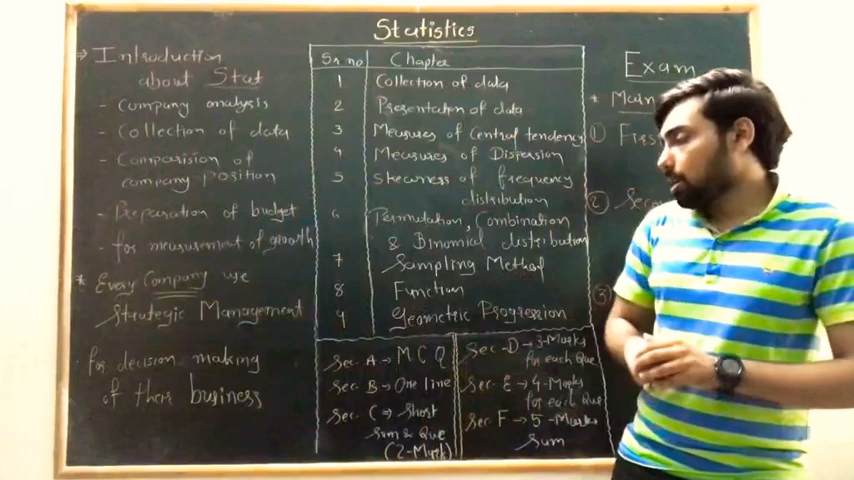 Statistics
⇒ Introduction
about Stat
- Company analysis
- Collection of data
- Comparision of
company position
- Preparation of budget
- for measurement of growth
* Every Company use
Strategic Management
for decision making
of their business
Sr. no Chapter
1 Collection of data
2 Presentation of data
3 Measures of Central tendency
4 Measures of Dispersion
5 Skewness of frequency
distribution
6 Permutation, Combination
& Binomial distribution
7 Sampling Method
8 Function
9 Geometric Progression
Sec. A → M C Q
Sec. B → One line
Sec. C ⇒ Short
sum & Que
(2-Mark)
Sec - D → 3-Marks
for each Que
Sec - E → 4-Marks
for each Que
Sec F → 5-Marks
sum
Exam
* Main
① Firs
② Secon
③